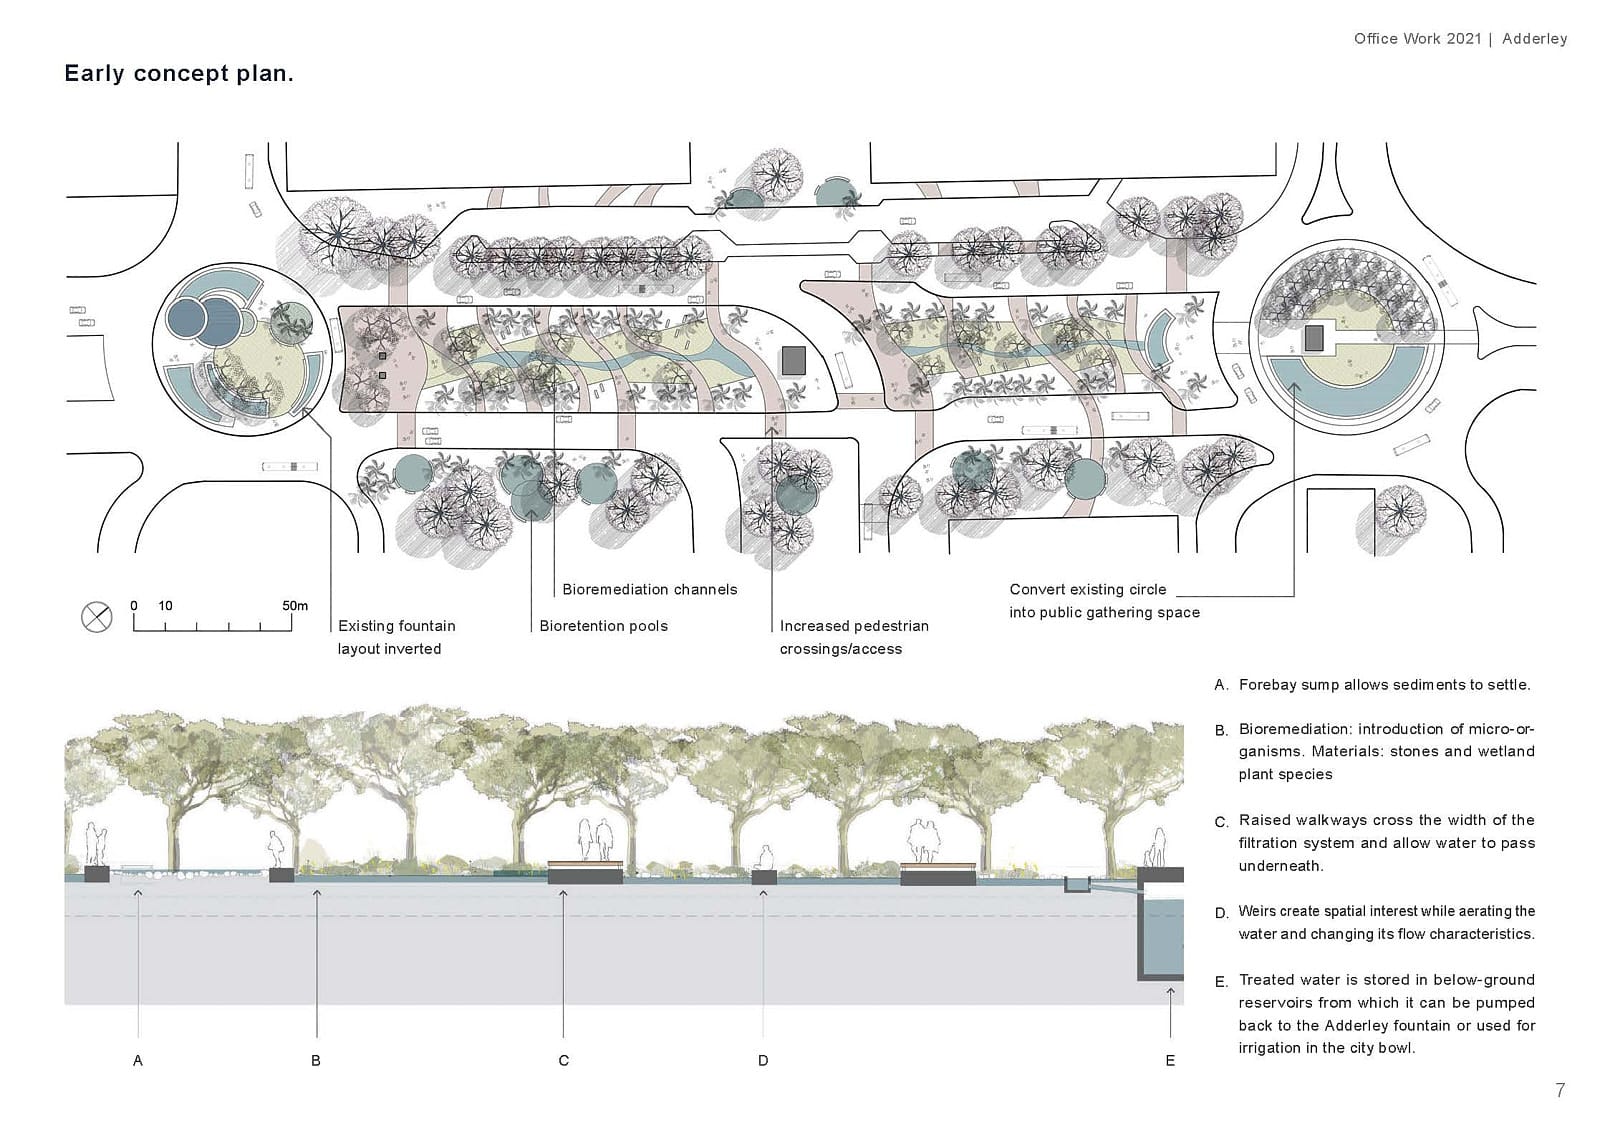 Office Work 2021 | Adderley
Early concept plan.
Bioremediation channels
Convert existing circle
into public gathering space
0 10 50m
Existing fountain
layout inverted
Bioretention pools
Increased pedestrian
crossings/access
A. Forebay sump allows sediments to settle.
B. Bioremediation: introduction of micro-or-
ganisms. Materials: stones and wetland
plant species
C. Raised walkways cross the width of the
filtration system and allow water to pass
underneath.
D. Weirs create spatial interest while aerating the
water and changing its flow characteristics.
E. Treated water is stored in below-ground
reservoirs from which it can be pumped
back to the Adderley fountain or used for
irrigation in the city bowl.
A B C D E
7